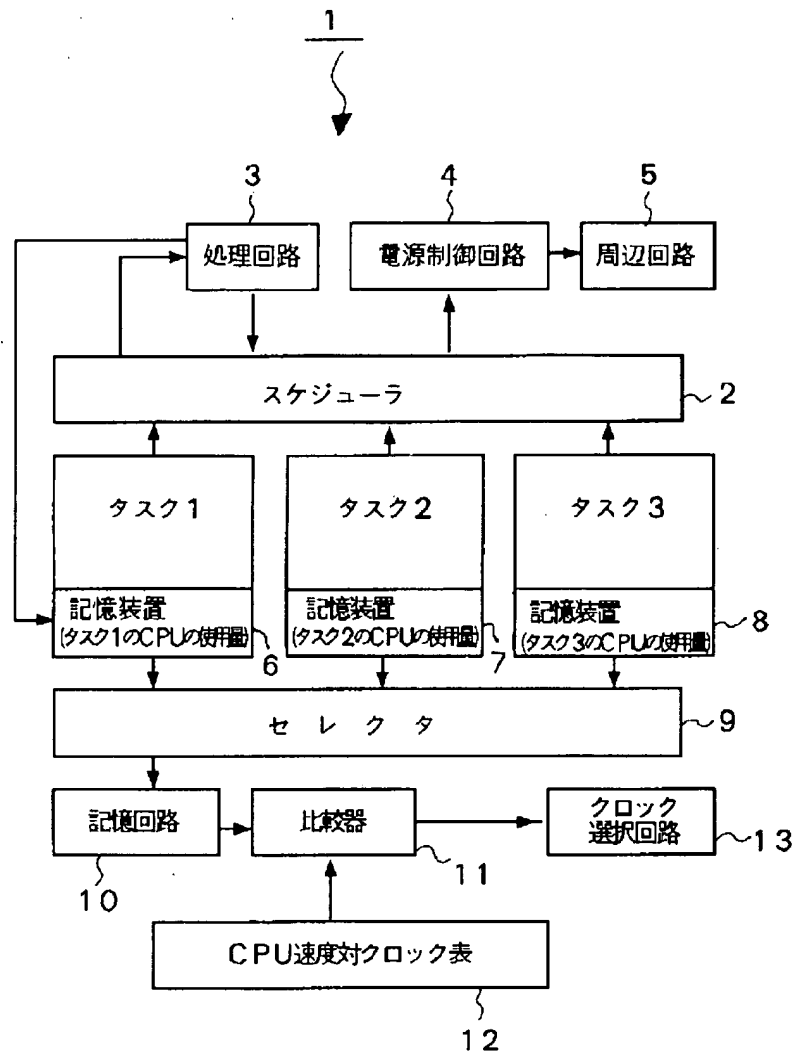 1
3
4
5
処理回路
電源制御回路
周辺回路
スケジューラ
2
タスク1
タスク2
タスク3
記憶装置
(タスク1のCPUの使用量)
6
記憶装置
(タスク2のCPUの使用量)
7
記憶装置
(タスク3のCPUの使用量)
8
セレクタ
9
記憶回路
10
比較器
11
クロック
選択回路
13
CPU速度対クロック表
12